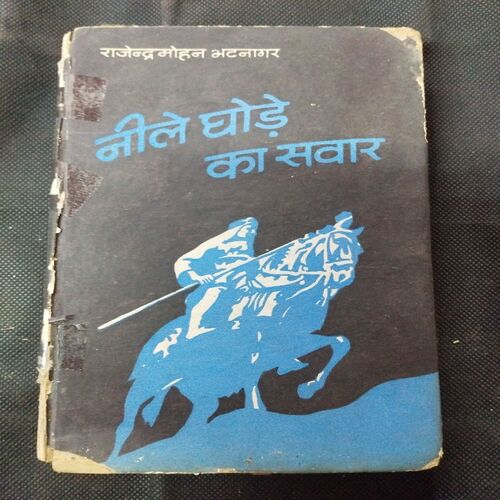 राजेन्द्र मोहन भटनागर
नीले घोड़े
का सवार